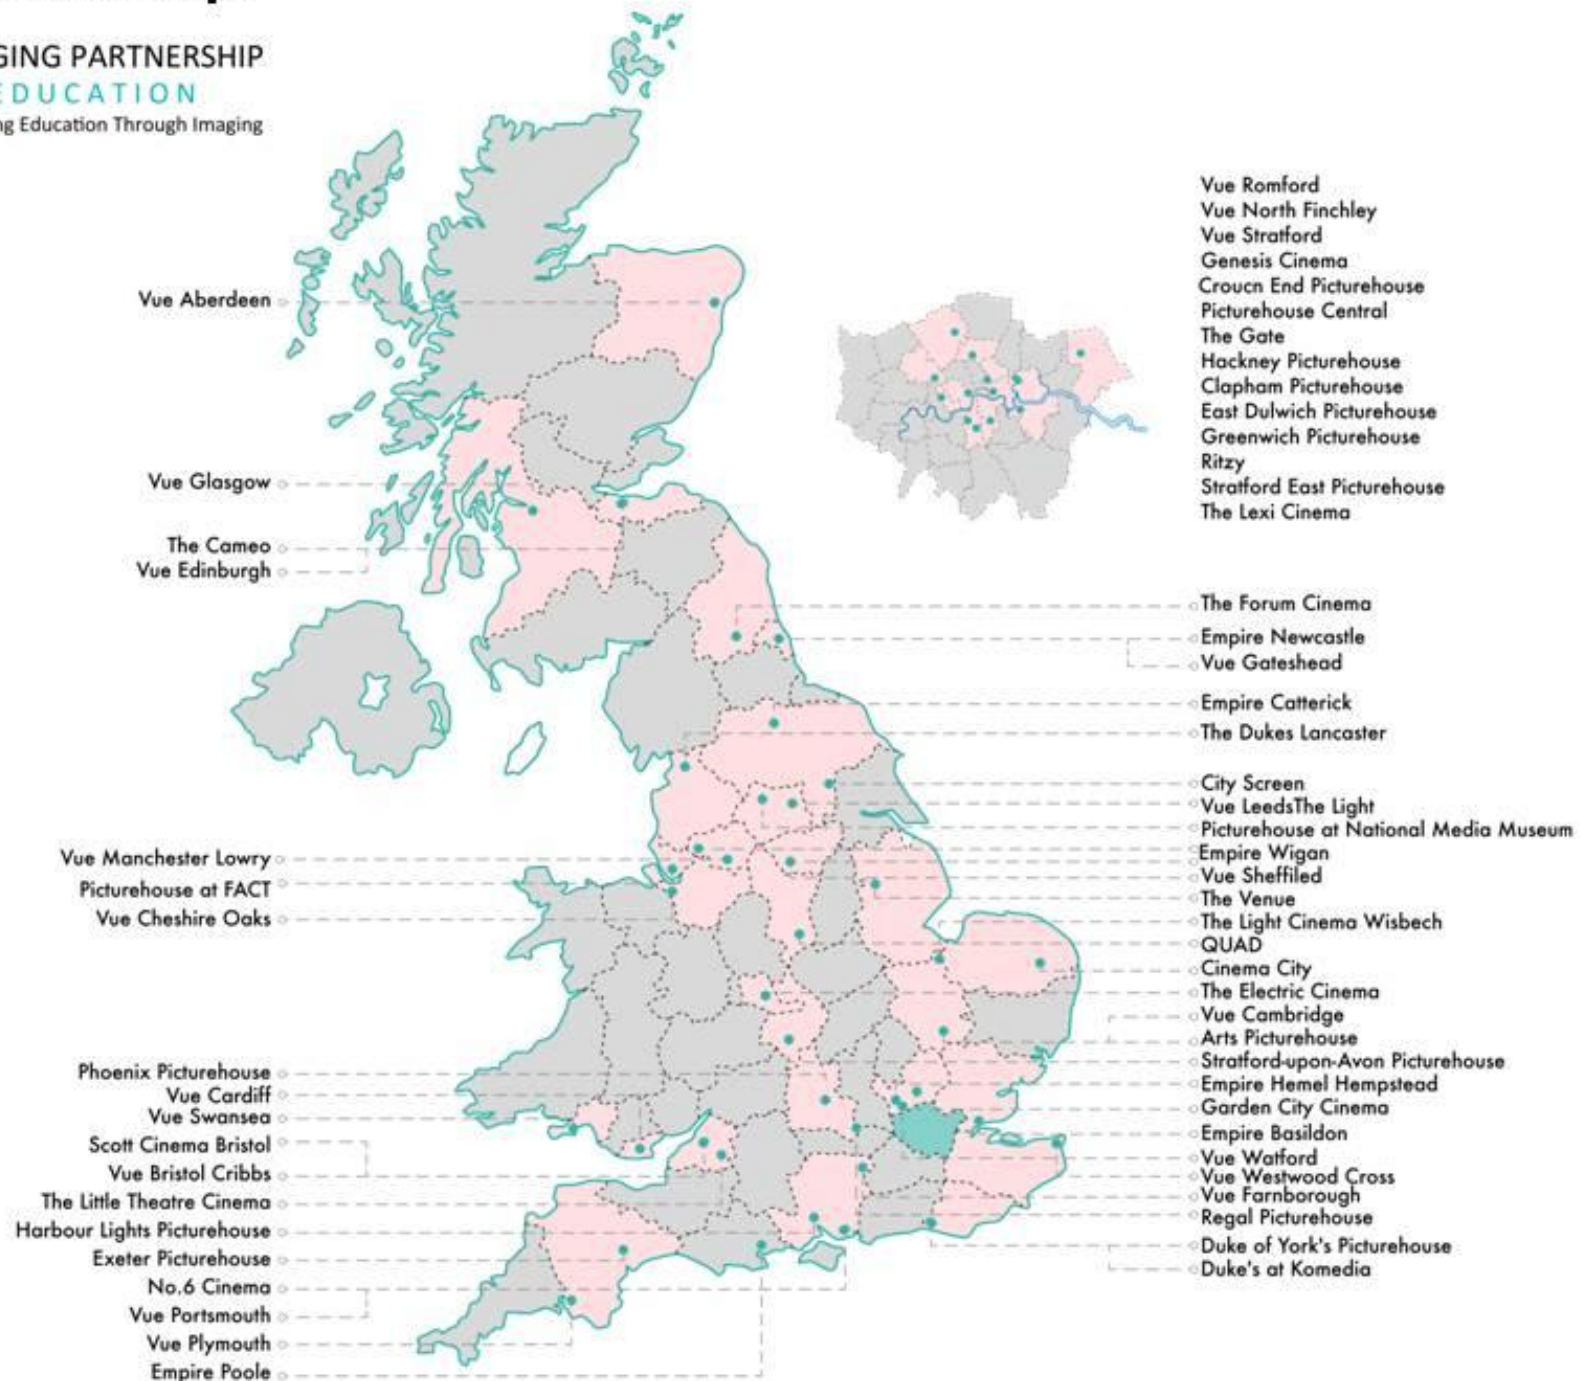 GING PARTNERSHIP
EDUCATION
ng Education Through Imaging
Vue Romford
Vue North Finchley
Vue Stratford
Genesis Cinema
Croucn End Picturehouse
Picturehouse Central
The Gate
Hackney Picturehouse
Clapham Picturehouse
East Dulwich Picturehouse
Greenwich Picturehouse
Ritzy
Stratford East Picturehouse
The Lexi Cinema
Vue Aberdeen
Vue Glasgow
The Cameo
Vue Edinburgh
Vue Manchester Lowry
Picturehouse at FACT
Vue Cheshire Oaks
Phoenix Picturehouse
Vue Cardiff
Vue Swansea
Scott Cinema Bristol
Vue Bristol Cribbs
The Little Theatre Cinema
Harbour Lights Picturehouse
Exeter Picturehouse
No.6 Cinema
Vue Portsmouth
Vue Plymouth
Empire Poole
The Forum Cinema
Empire Newcastle
Vue Gateshead
Empire Catterick
The Dukes Lancaster
City Screen
Vue LeedsThe Light
Picturehouse at National Media Museum
Empire Wigan
Vue Sheffiled
The Venue
The Light Cinema Wisbech
QUAD
Cinema City
The Electric Cinema
Vue Cambridge
Arts Picturehouse
Stratford-upon-Avon Picturehouse
Empire Hemel Hempstead
Garden City Cinema
Empire Basildon
Vue Watford
Vue Westwood Cross
Vue Farnborough
Regal Picturehouse
Duke of York's Picturehouse
Duke's at Komedia